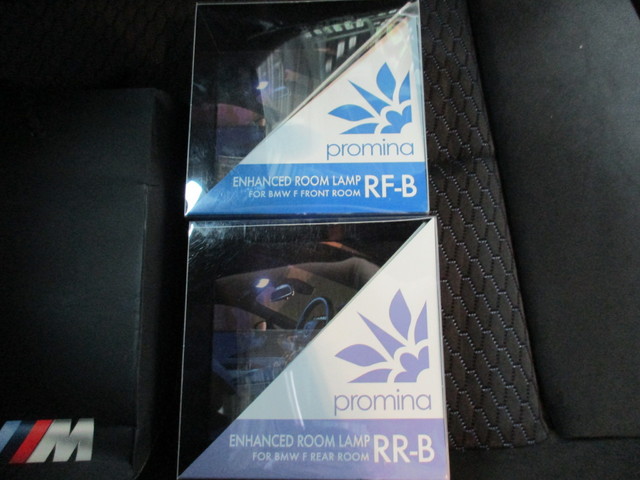 promina
ENHANCED ROOM LAMP RF-B
FOR BMW F FRONT ROOM
promina
ENHANCED ROOM LAMP RR-B
FOR BMW F REAR ROOM
M